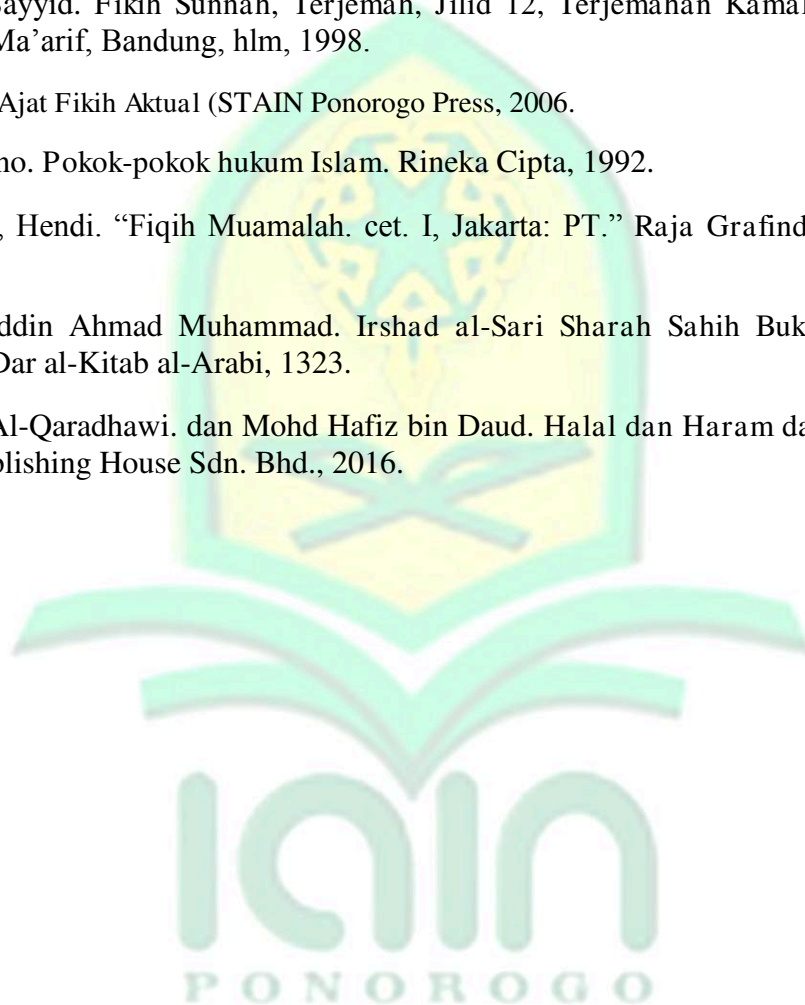 Sayyid. Fikih Sunnah, Terjemah, Jilid 12, Terjemahan Kamal
Ma’arif, Bandung, hlm, 1998.
Ajat Fikih Aktual (STAIN Ponorogo Press, 2006.
no. Pokok-pokok hukum Islam. Rineka Cipta, 1992.
, Hendi. “Fiqih Muamalah. cet. I, Jakarta: PT.” Raja Grafind
ddin Ahmad Muhammad. Irshad al-Sari Sharah Sahih Buk
Dar al-Kitab al-Arabi, 1323.
Al-Qaradhawi. dan Mohd Hafiz bin Daud. Halal dan Haram da
blishing House Sdn. Bhd., 2016.
iain
PONOROGO